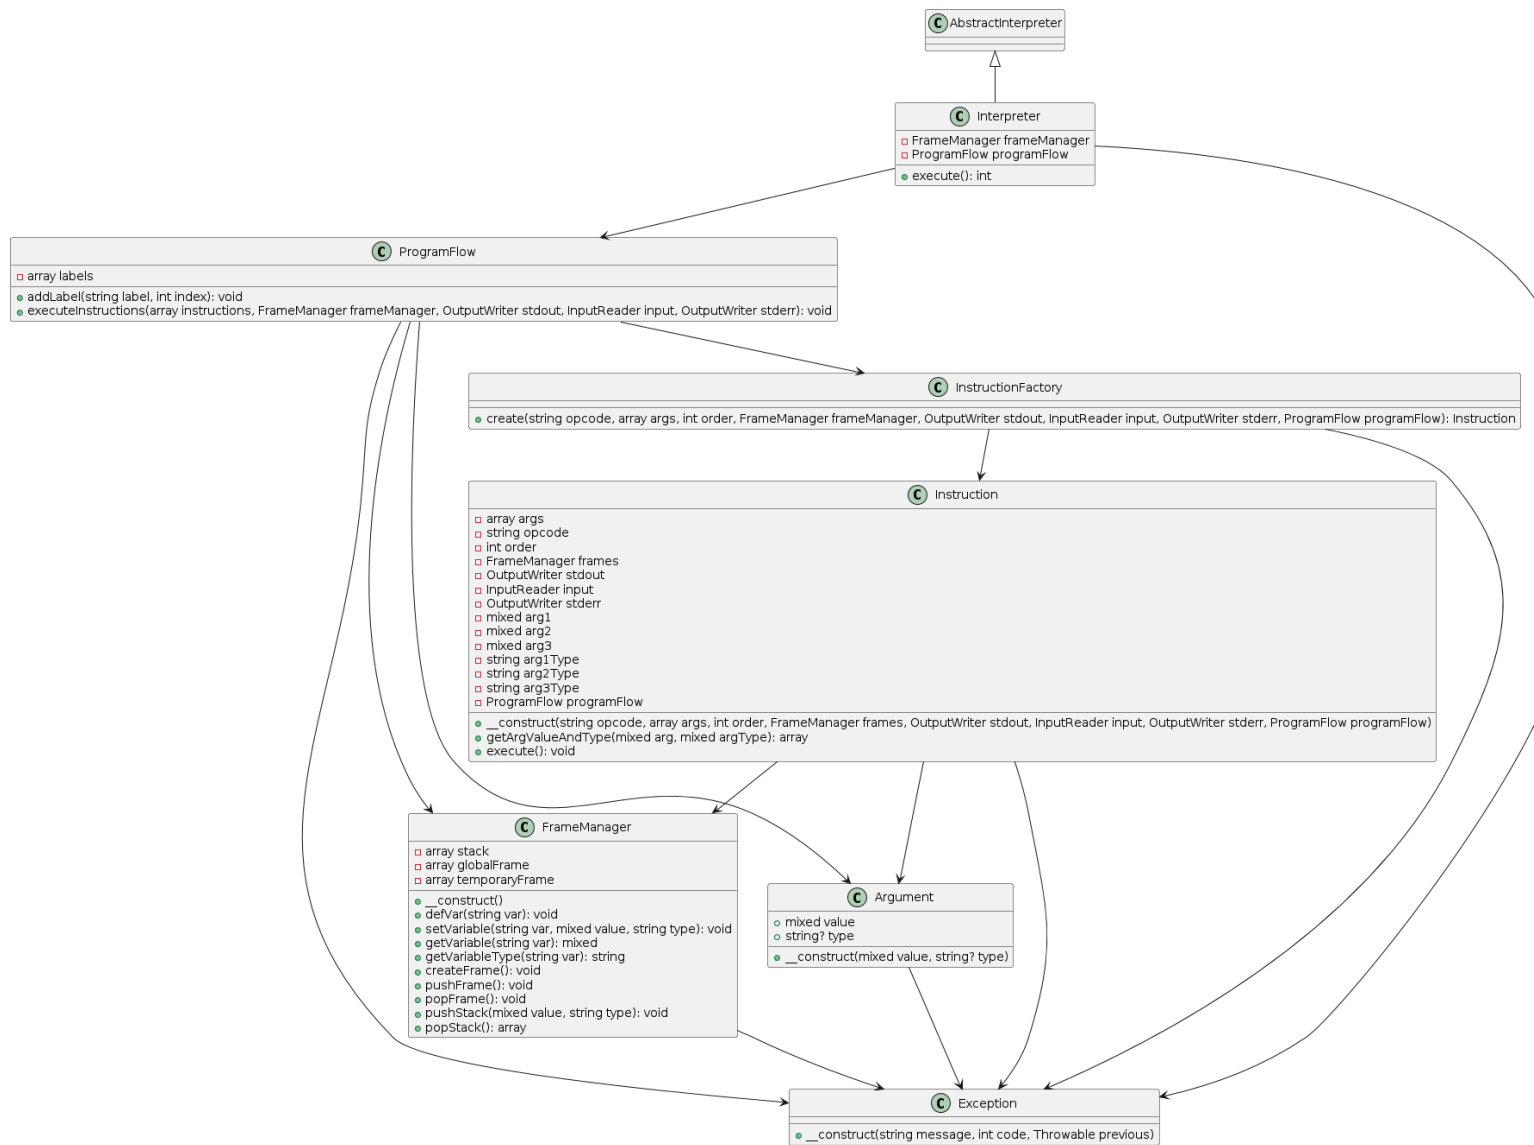 C AbstractInterpreter
C Interpreter
FrameManager frameManager
ProgramFlow programFlow
execute(): int
C ProgramFlow
array labels
addLabel(string label, int index): void
executeInstructions(array instructions, FrameManager frameManager, OutputWriter stdout, InputReader input, OutputWriter stderr): void
C InstructionFactory
create(string opcode, array args, int order, FrameManager frameManager, OutputWriter stdout, InputReader input, OutputWriter stderr, ProgramFlow programFlow): Instruction
C Instruction
array args
string opcode
int order
FrameManager frames
OutputWriter stdout
InputReader input
OutputWriter stderr
mixed arg1
mixed arg2
mixed arg3
string arg1Type
string arg2Type
string arg3Type
ProgramFlow programFlow
__construct(string opcode, array args, int order, FrameManager frames, OutputWriter stdout, InputReader input, OutputWriter stderr, ProgramFlow programFlow)
getArgValueAndType(mixed arg, mixed argType): array
execute(): void
C FrameManager
array stack
array globalFrame
array temporaryFrame
__construct()
defVar(string var): void
setVariable(string var, mixed value, string type): void
getVariable(string var): mixed
getVariableType(string var): string
createFrame(): void
pushFrame(): void
popFrame(): void
pushStack(mixed value, string type): void
popStack(): array
C Argument
mixed value
string? type
__construct(mixed value, string? type)
C Exception
__construct(string message, int code, Throwable previous)